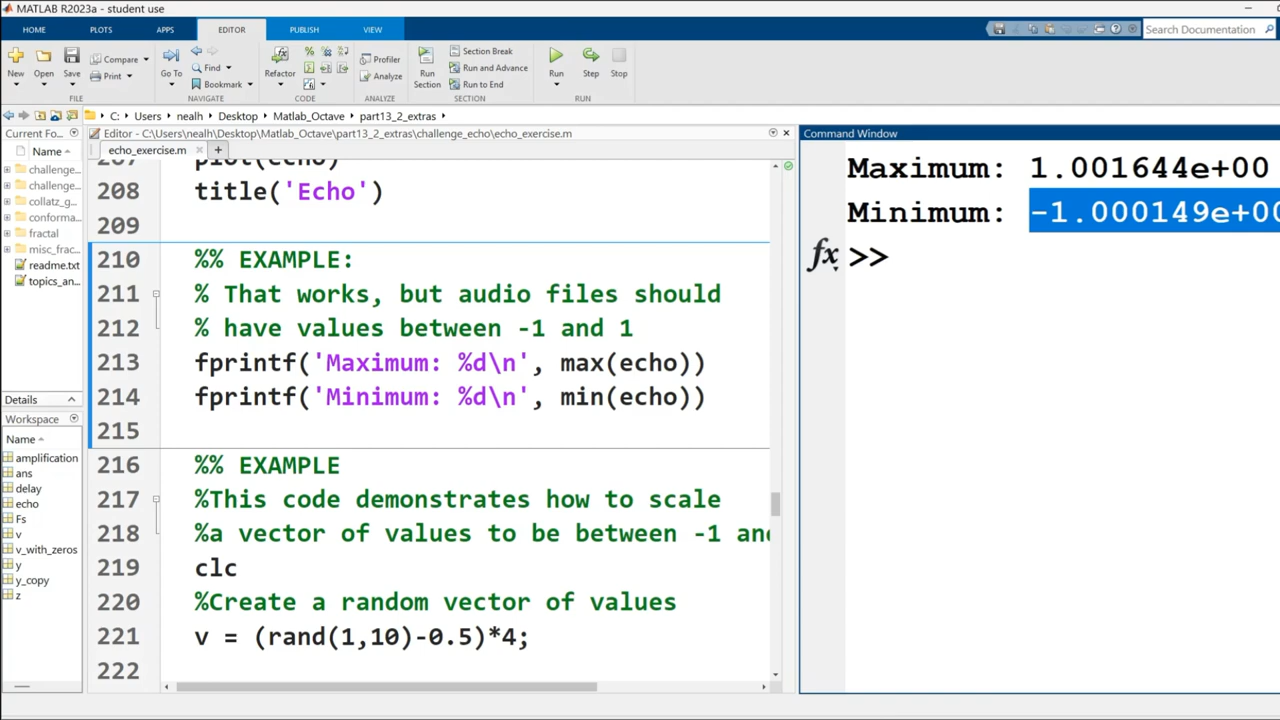 MATLAB R2023a - student use
HOME PLOTS APPS EDITOR PUBLISH VIEW
Search Documentation
New Open Save Compare Print
Go To Find Bookmark
Refactor
Profiler Analyze
Run Section Section Break Run and Advance Run to End
Run Step Stop
FILE NAVIGATE CODE ANALYZE SECTION RUN
C: Users nealh Desktop Matlab_Octave part13_2_extras
Current Fo...
Name
challenge...
challenge...
collatz_g...
conforma...
fractal
misc_frac...
readme.txt
topics_an...
Details
Workspace
Name
amplification
ans
delay
echo
Fs
v
v_with_zeros
y
y_copy
z
Editor - C:\Users\nealh\Desktop\Matlab_Octave\part13_2_extras\challenge_echo\echo_exercise.m
echo_exercise.m
207 plot(echo)
208 title('Echo')
209
210 %% EXAMPLE:
211 % That works, but audio files should
212 % have values between -1 and 1
213 fprintf('Maximum: %d\n', max(echo))
214 fprintf('Minimum: %d\n', min(echo))
215
216 %% EXAMPLE
217 %This code demonstrates how to scale
218 %a vector of values to be between -1 and
219 clc
220 %Create a random vector of values
221 v = (rand(1,10)-0.5)*4;
222
Command Window
Maximum: 1.001644e+00
Minimum: -1.000149e+00
fx >>